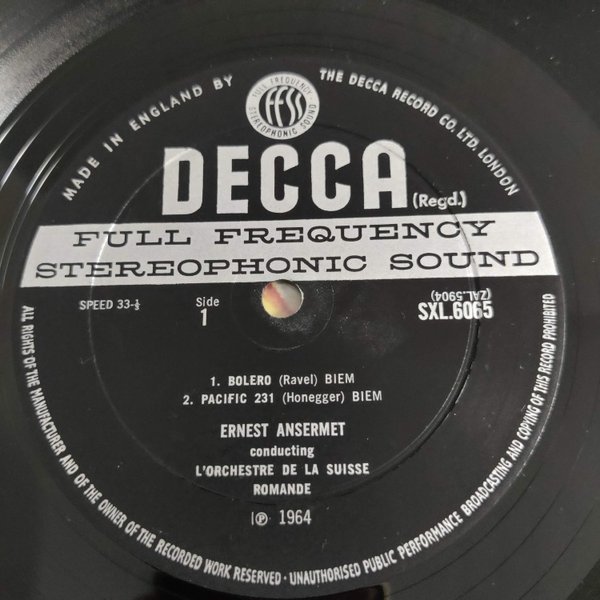 MADE IN ENGLAND BY
FULL FREQUENCY
FFSS
STEREOPHONIC SOUND
THE DECCA RECORD CO. LTD. LONDON
DECCA (Regd.)
FULL FREQUENCY
STEREOPHONIC SOUND
SPEED 33-⅓
Side
1
(ZAL.5904)
SXL.6065
1. BOLERO (Ravel) BIEM
2. PACIFIC 231 (Honegger) BIEM
ERNEST ANSERMET
conducting
L'ORCHESTRE DE LA SUISSE
ROMANDE
℗ 1964
ALL RIGHTS OF THE MANUFACTURER AND OF THE OWNER OF THE RECORDED WORK RESERVED · UNAUTHORISED PUBLIC PERFORMANCE BROADCASTING AND COPYING OF THIS RECORD PROHIBITED